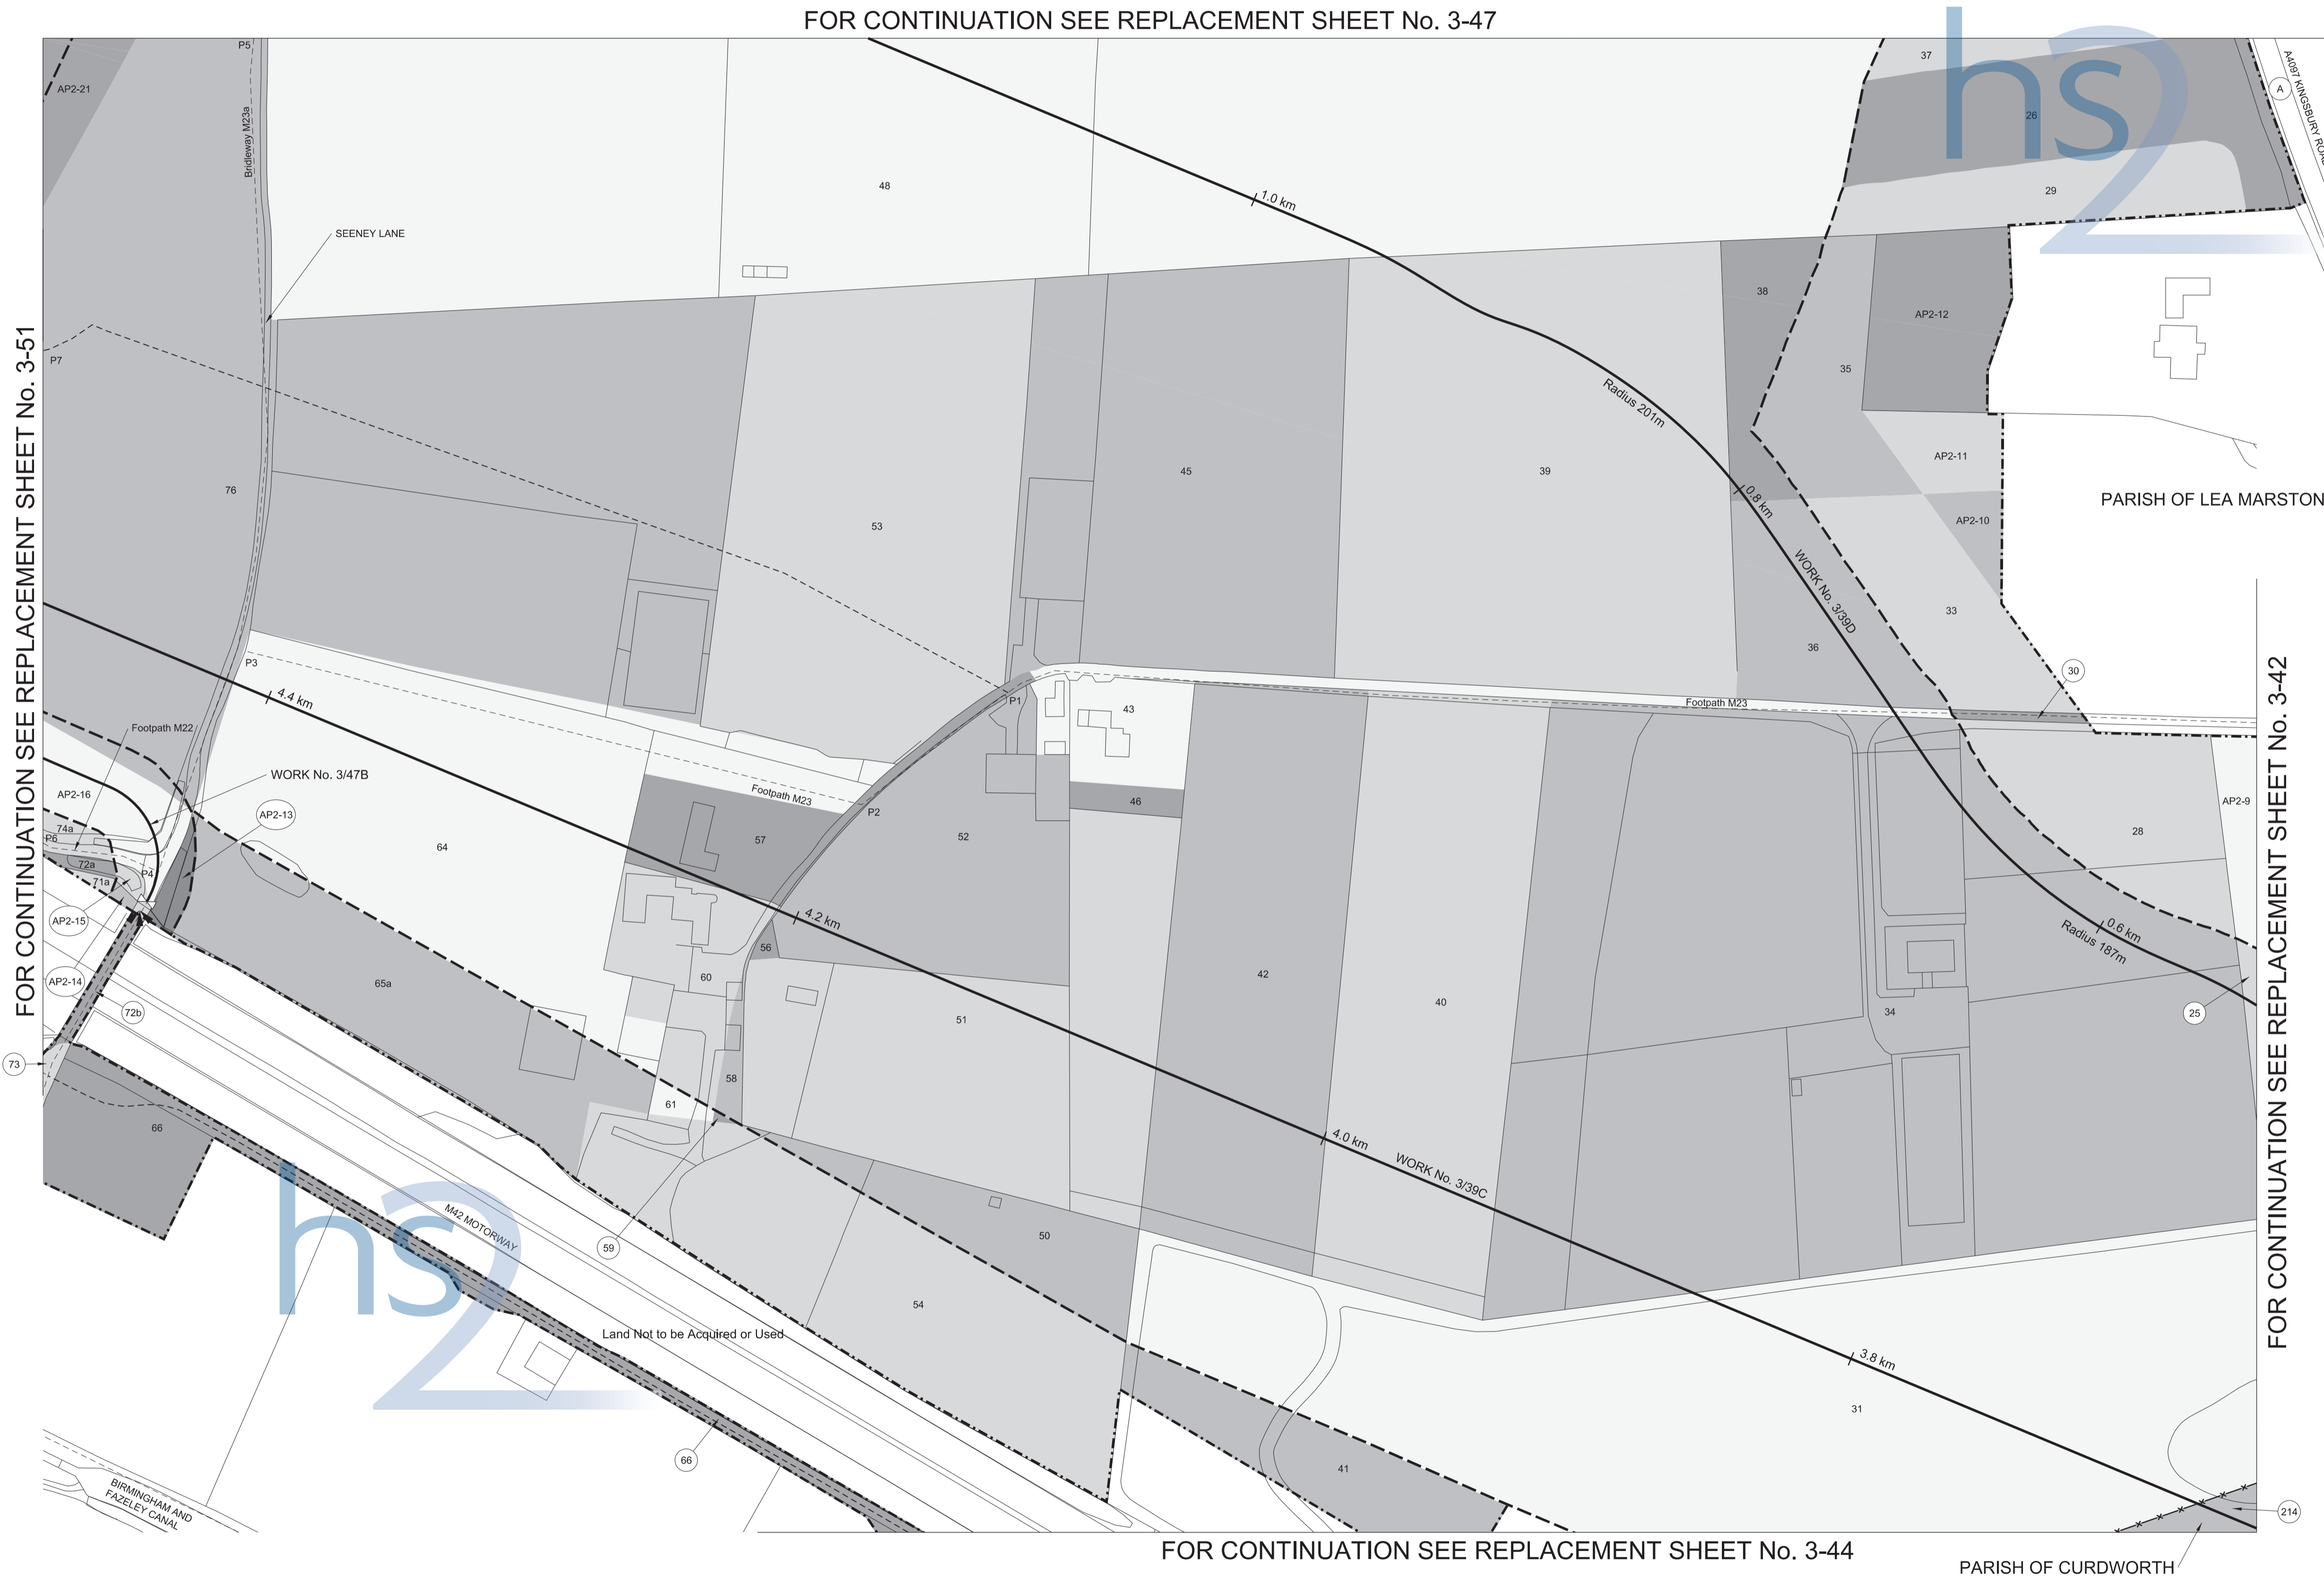 FOR CONTINUATION SEE REPLACEMENT SHEET No. 3-47
hs2
P5
37
A4097 KINGSBURY ROAD
A
AP2-21
26
Bridleway M23a
48
29
1.0 km
SEENEY LANE
38
AP2-12
FOR CONTINUATION SEE REPLACEMENT SHEET No. 3-51
P7
35
Radius 201m
AP2-11
76
45
39
0.8 km
PARISH OF LEA MARSTON
53
AP2-10
WORK No. 3/39D
33
36
P3
30
4.4 km
P1
43
Footpath M23
Footpath M22
FOR CONTINUATION SEE REPLACEMENT SHEET No. 3-42
WORK No. 3/47B
AP2-16
Footpath M23
46
AP2-9
AP2-13
P2
74a
28
P6
57
52
64
72a
P4
71a
AP2-15
4.2 km
0.6 km
Radius 187m
56
AP2-14
60
42
65a
40
72b
51
34
25
73
58
61
66
4.0 km
WORK No. 3/39C
hs2
M42 MOTORWAY
59
50
54
Land Not to be Acquired or Used
3.8 km
31
66
41
BIRMINGHAM AND
FAZELEY CANAL
214
FOR CONTINUATION SEE REPLACEMENT SHEET No. 3-44
PARISH OF CURDWORTH